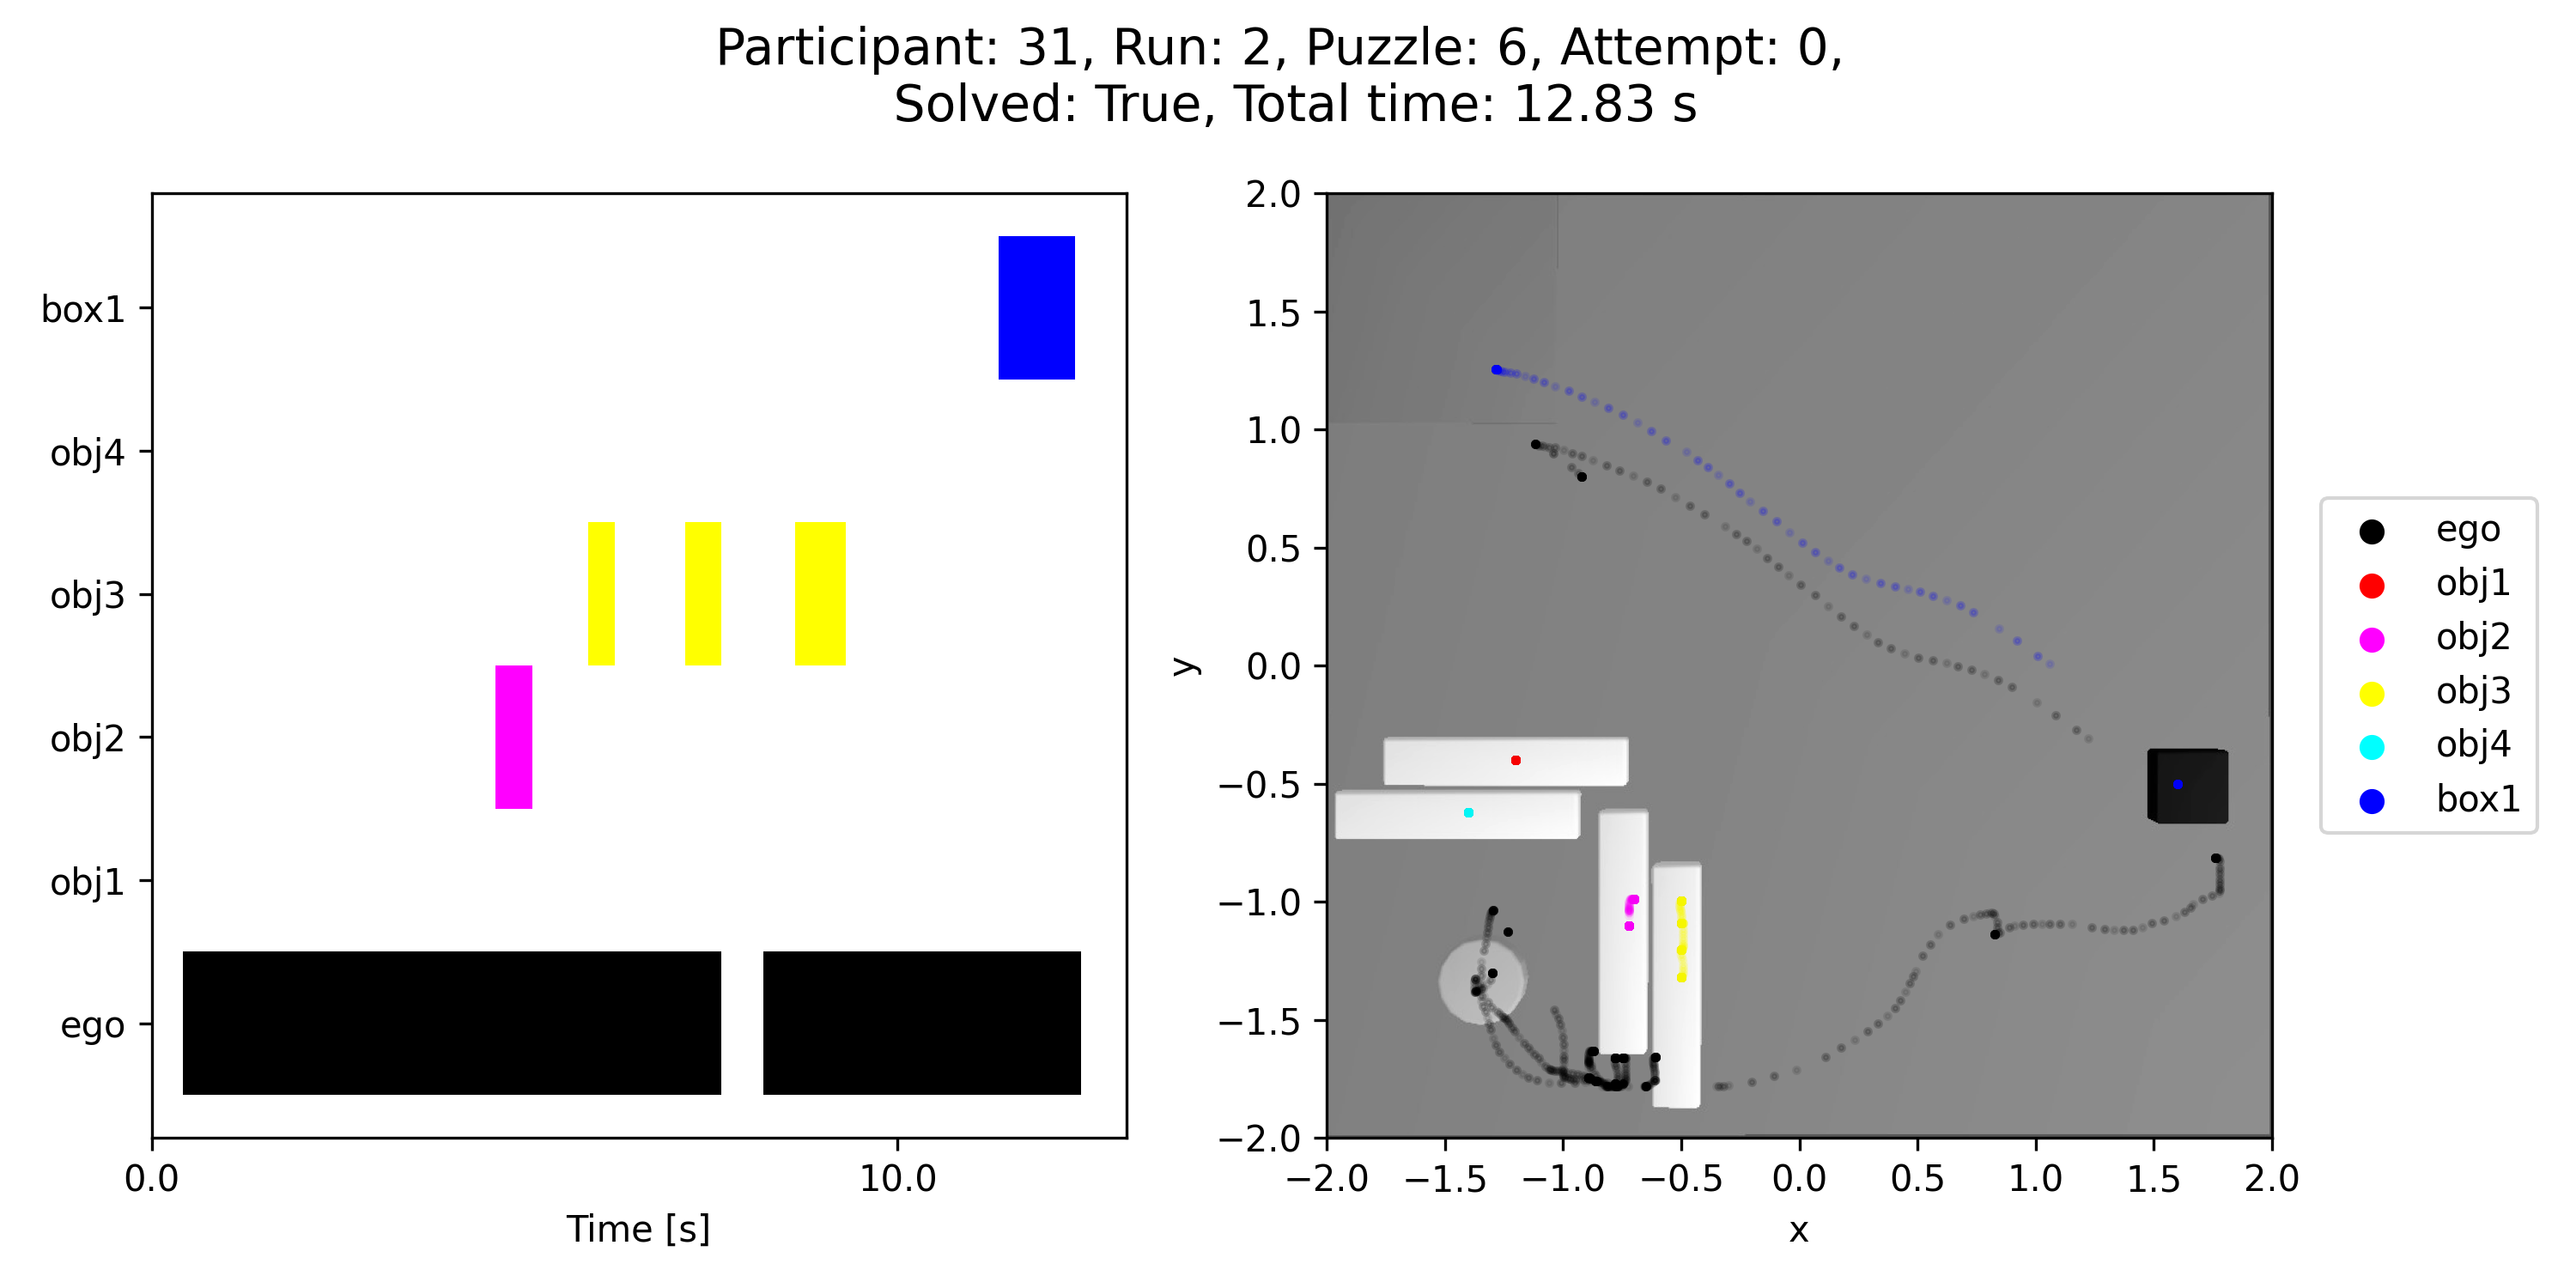 Participant: 31, Run: 2, Puzzle: 6, Attempt: 0,
Solved: True, Total time: 12.83 s
box1
obj4
obj3
obj2
obj1
ego
0.0
10.0
Time [s]
2.0
1.5
1.0
0.5
0.0
−0.5
−1.0
−1.5
−2.0
y
−2.0
−1.5
−1.0
−0.5
0.0
0.5
1.0
1.5
2.0
x
ego
obj1
obj2
obj3
obj4
box1